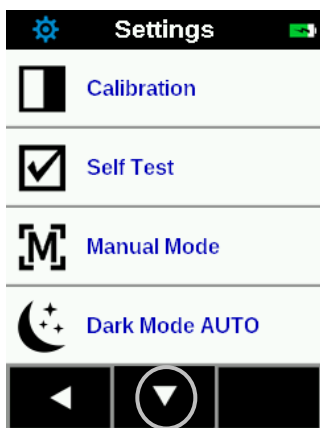 Settings
Calibration
Self Test
M Manual Mode
Dark Mode AUTO